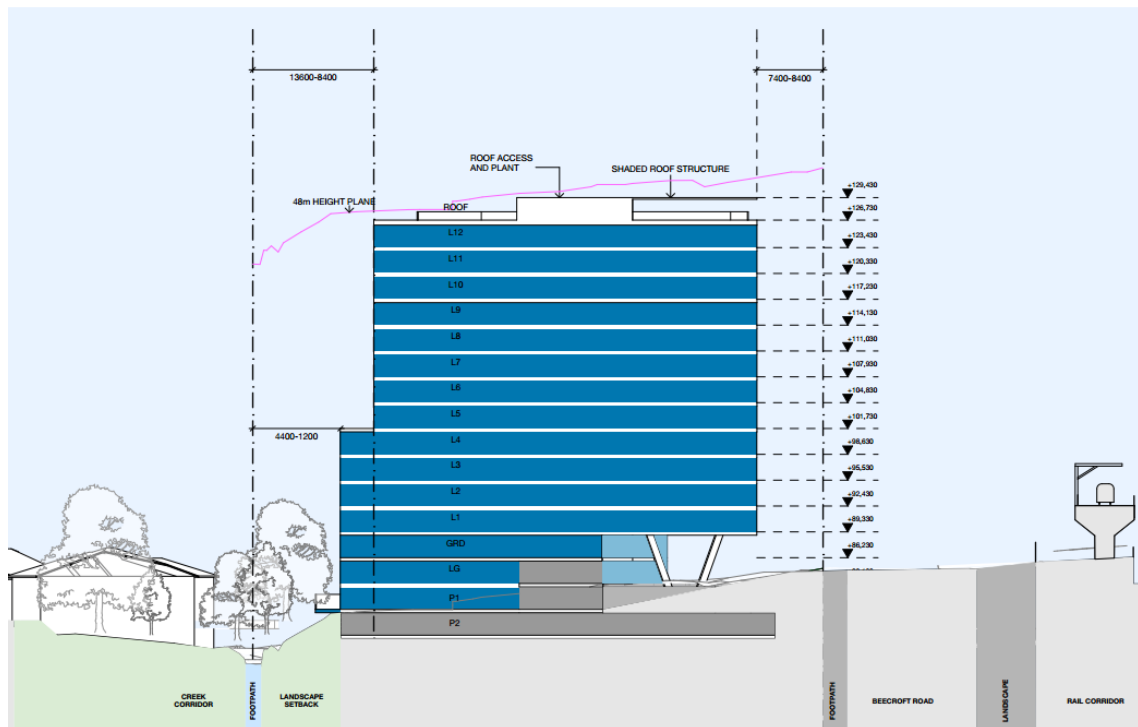 13600-8400
7400-8400
ROOF ACCESS
AND PLANT
SHADED ROOF STRUCTURE
48m HEIGHT PLANE
ROOF
+129,430
+126,730
L12
+123,430
L11
+120,330
L10
+117,230
L9
+114,130
L8
+111,030
L7
+107,930
L6
+104,830
L5
+101,730
4400-1200
L4
+98,630
L3
+95,530
L2
+92,430
L1
+89,330
GRD
+86,230
LG
P1
P2
CREEK
CORRIDOR
FOOTPATH
LANDSCAPE
SETBACK
FOOTPATH
BEECROFT ROAD
LANDSCAPE
RAIL CORRIDOR